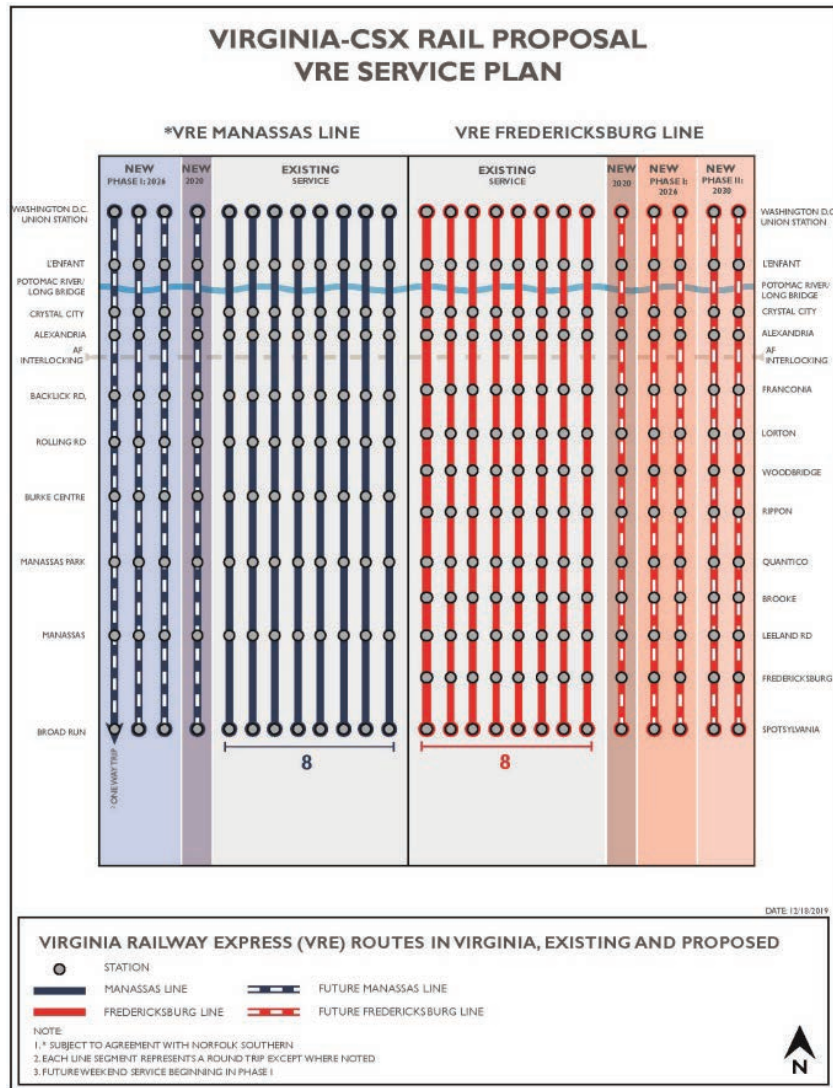 VIRGINIA-CSX RAIL PROPOSAL
VRE SERVICE PLAN
*VRE MANASSAS LINE
VRE FREDERICKSBURG LINE
NEW
PHASE I: 2026
NEW
2020
EXISTING
SERVICE
EXISTING
SERVICE
NEW
2020
NEW
PHASE I:
2026
NEW
PHASE II:
2030
WASHINGTON D.C.
UNION STATION
L'ENFANT
POTOMAC RIVER/
LONG BRIDGE
CRYSTAL CITY
ALEXANDRIA
AF
INTERLOCKING
BACKLICK RD,
ROLLING RD
BURKE CENTRE
MANASSAS PARK
MANASSAS
BROAD RUN
WASHINGTON D.C.
UNION STATION
L'ENFANT
POTOMAC RIVER/
LONG BRIDGE
CRYSTAL CITY
ALEXANDRIA
AF
INTERLOCKING
FRANCONIA
LORTON
WOODBRIDGE
RIPPON
QUANTICO
BROOKE
LEELAND RD
FREDERICKSBURG
SPOTSYLVANIA
ONE WAY TRIP
8
8
DATE: 12/18/2019
VIRGINIA RAILWAY EXPRESS (VRE) ROUTES IN VIRGINIA, EXISTING AND PROPOSED
STATION
MANASSAS LINE
FUTURE MANASSAS LINE
FREDERICKSBURG LINE
FUTURE FREDERICKSBURG LINE
NOTE:
1. * SUBJECT TO AGREEMENT WITH NORFOLK SOUTHERN
2. EACH LINE SEGMENT REPRESENTS A ROUND TRIP EXCEPT WHERE NOTED
3. FUTURE WEEKEND SERVICE BEGINNING IN PHASE I
N